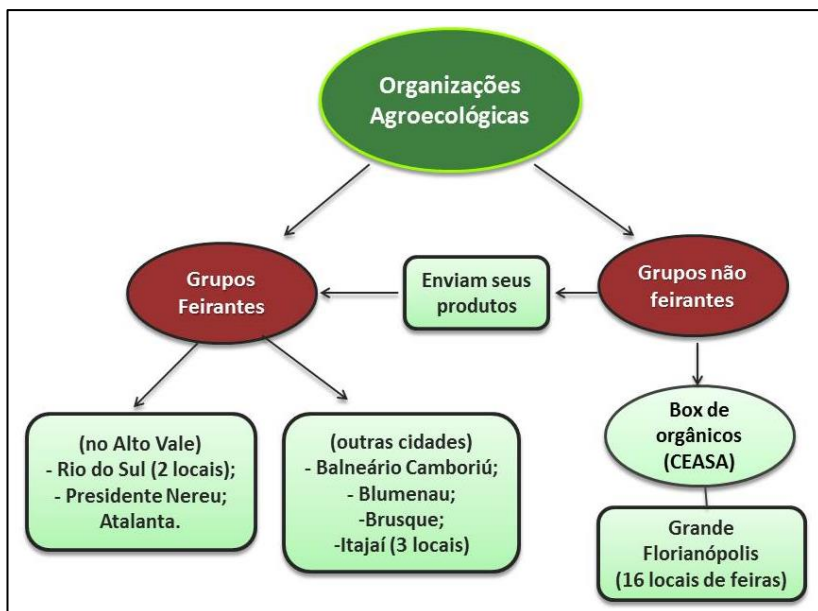 Organizações
Agroecológicas
Grupos
Feirantes
Enviam seus
produtos
Grupos não
feirantes
(no Alto Vale)
- Rio do Sul (2 locais);
- Presidente Nereu;
Atalanta.
(outras cidades)
- Balneário Camboriú;
- Blumenau;
-Brusque;
-Itajaí (3 locais)
Box de
orgânicos
(CEASA)
Grande
Florianópolis
(16 locais de feiras)